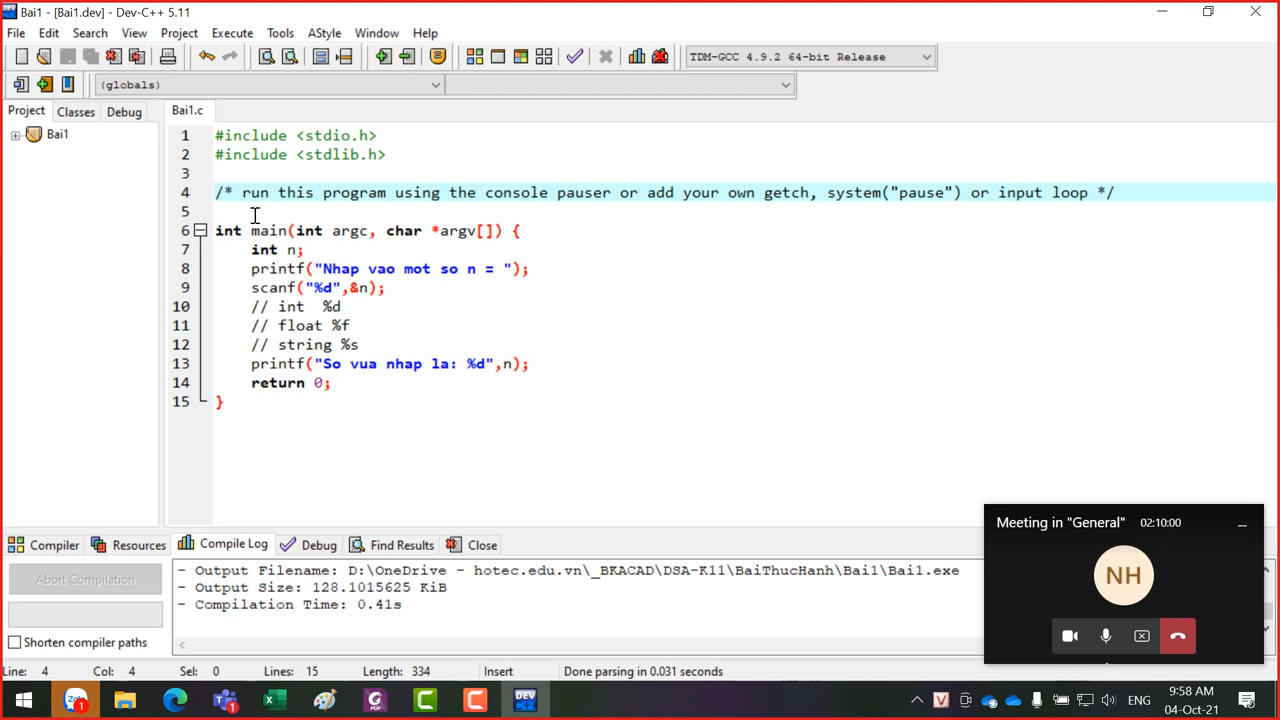 Bai1 - [Bai1.dev] - Dev-C++ 5.11
File Edit Search View Project Execute Tools AStyle Window Help
TDM-GCC 4.9.2 64-bit Release
(globals)
Project Classes Debug Bai1.c
Bai1
1 #include <stdio.h>
2 #include <stdlib.h>
3
4 /* run this program using the console pauser or add your own getch, system("pause") or input loop */
5
6 int main(int argc, char *argv[]) {
7 int n;
8 printf("Nhap vao mot so n = ");
9 scanf("%d",&n);
10 // int %d
11 // float %f
12 // string %s
13 printf("So vua nhap la: %d",n);
14 return 0;
15 }
Meeting in "General" 02:10:00
NH
Compiler Resources Compile Log Debug Find Results Close
Abort Compilation
Shorten compiler paths
- Output Filename: D:\OneDrive - hotec.edu.vn\_BKACAD\DSA-K11\BaiThucHanh\Bai1\Bai1.exe
- Output Size: 128.1015625 KiB
- Compilation Time: 0.41s
Line: 4 Col: 4 Sel: 0 Lines: 15 Length: 334 Insert Done parsing in 0.031 seconds
ENG
9:58 AM
04-Oct-21